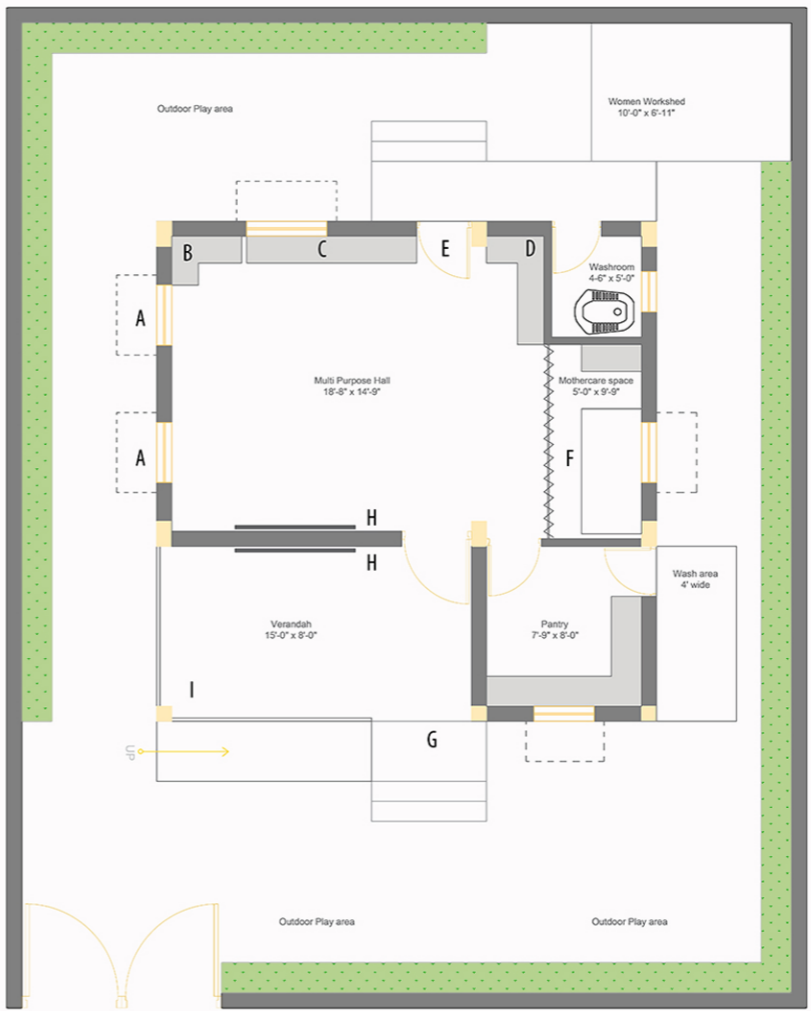 Outdoor Play area
Women Workshed
10'-0" x 6'-11"
B
C
E
D
Washroom
4-6" x 5'-0"
A
Multi Purpose Hall
18'-8" x 14'-9"
Mothercare space
5'-0" x 9'-9"
A
F
H
H
Wash area
4' wide
Verandah
15'-0" x 8'-0"
Pantry
7'-9" x 8'-0"
I
G
UP
Outdoor Play area
Outdoor Play area